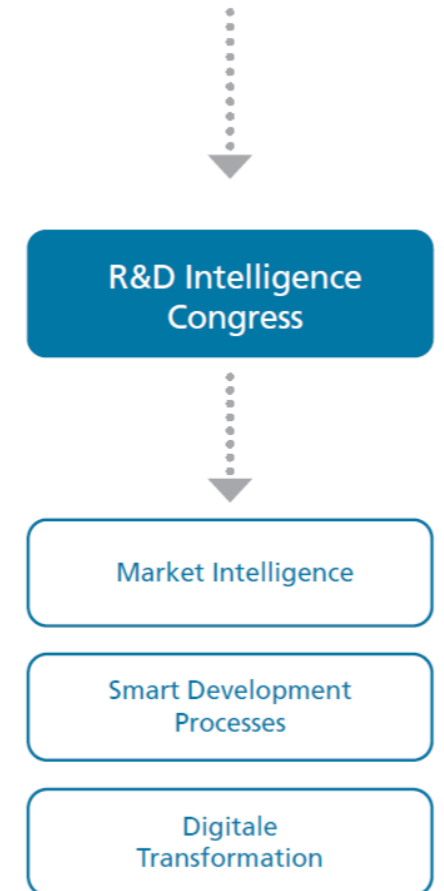 R&D Intelligence
Congress
Market Intelligence
Smart Development
Processes
Digitale
Transformation